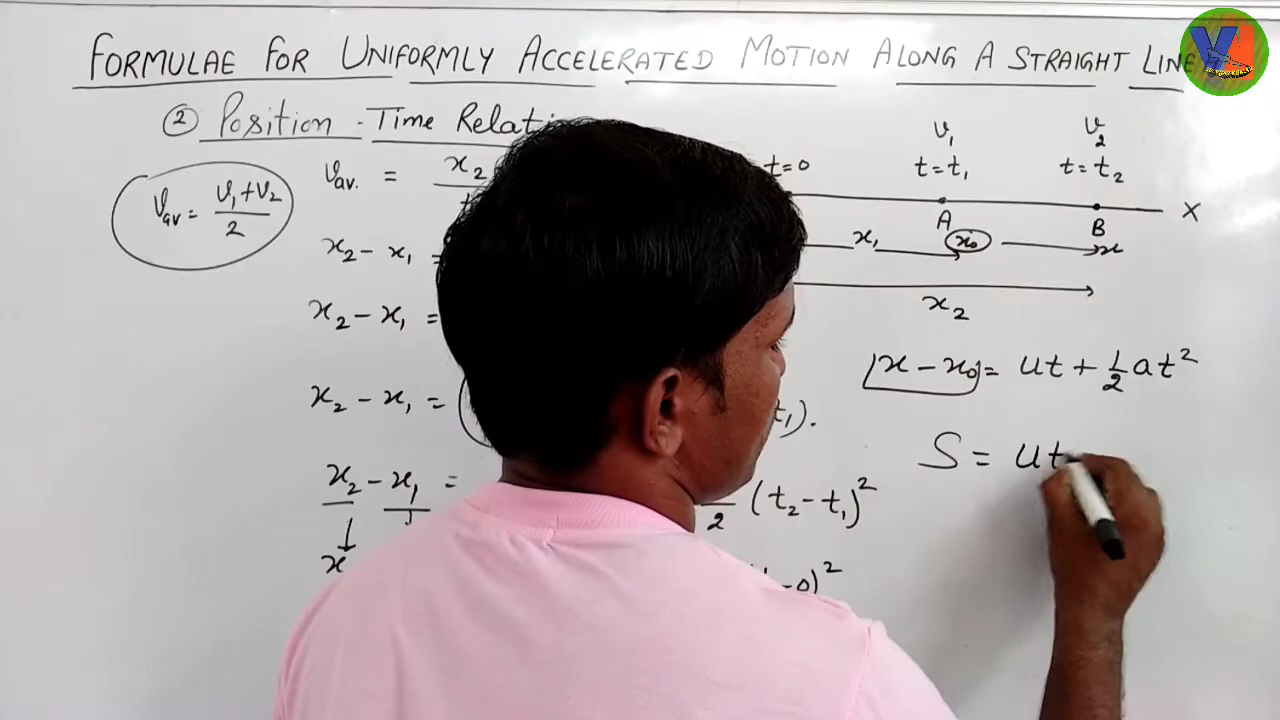 FORMULAE FOR UNIFORMLY ACCELERATED MOTION ALONG A STRAIGHT LINE
② Position - Time
v₁ v₂
t=0 t=t₁ t=t₂
X
A B
x₁ x₀ x
x₂
Vav = V₁+V₂/2
Vav. = x₂
x₂ - x₁ =
x₂ - x₁ =
x₂ - x₁ = ( t₁).
x₂ - x₁ = 2 (t₂-t₁)²
x -0)²
x - x₀ = ut + 1/2 at²
S = ut